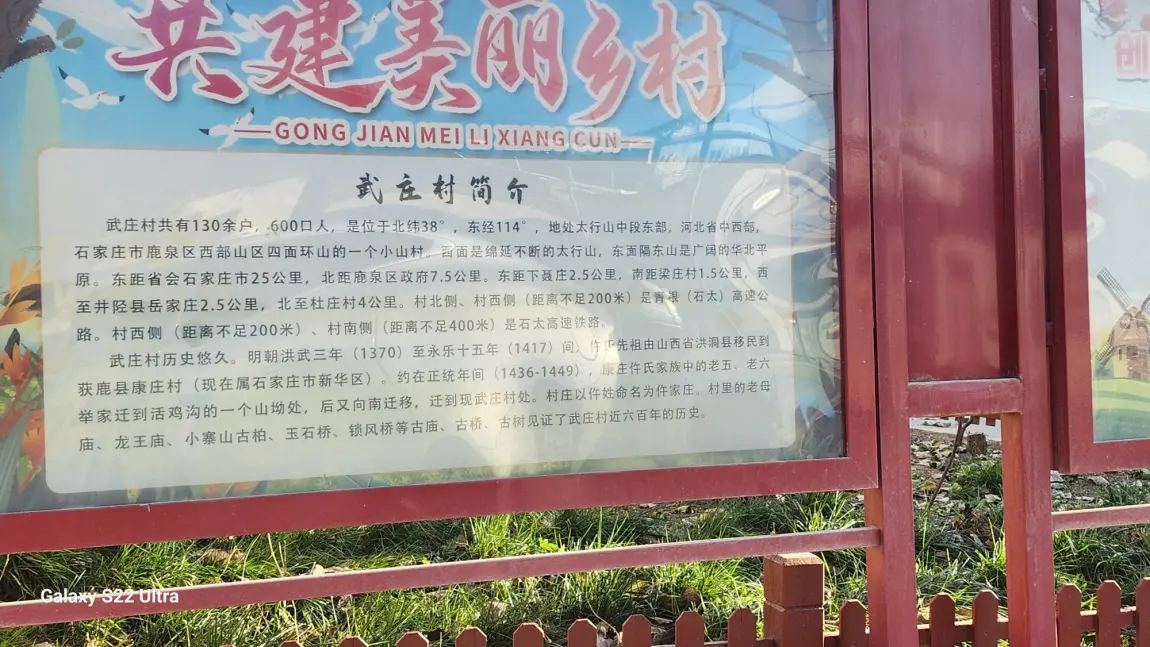 共建美丽乡村
GONG JIAN MEI LI XIANG CUN
武庄村简介
武庄村共有130余户，600口人，是位于北纬38°，东经114°，地处太行山中段东部，河北省中西部，
石家庄市鹿泉区西部山区四面环山的一个小山村。西面是绵延不断的太行山，东面隔东山是广阔的华北平
原。东距省会石家庄市25公里，北距鹿泉区政府7.5公里。东距下聂庄2.5公里，南距梁庄村1.5公里，西
至井陉县岳家庄2.5公里，北至杜庄村4公里。村北侧、村西侧（距离不足200米）是青银（石太）高速公
路。村西侧（距离不足200米）、村南侧（距离不足400米）是石太高速铁路。
武庄村历史悠久。明朝洪武三年（1370）至永乐十五年（1417）间，仵氏先祖由山西省洪洞县移民到
获鹿县康庄村（现在属石家庄市新华区）。约在正统年间（1436-1449），康庄仵氏家族中的老五、老六
举家迁到活鸡沟的一个山坳处，后又向南迁移，迁到现武庄村处。村庄以仵姓命名为仵家庄。村里的老母
庙、龙王庙、小寨山古柏、玉石桥、锁风桥等古庙、古桥、古树见证了武庄村近六百年的历史。
创
Galaxy S22 Ultra